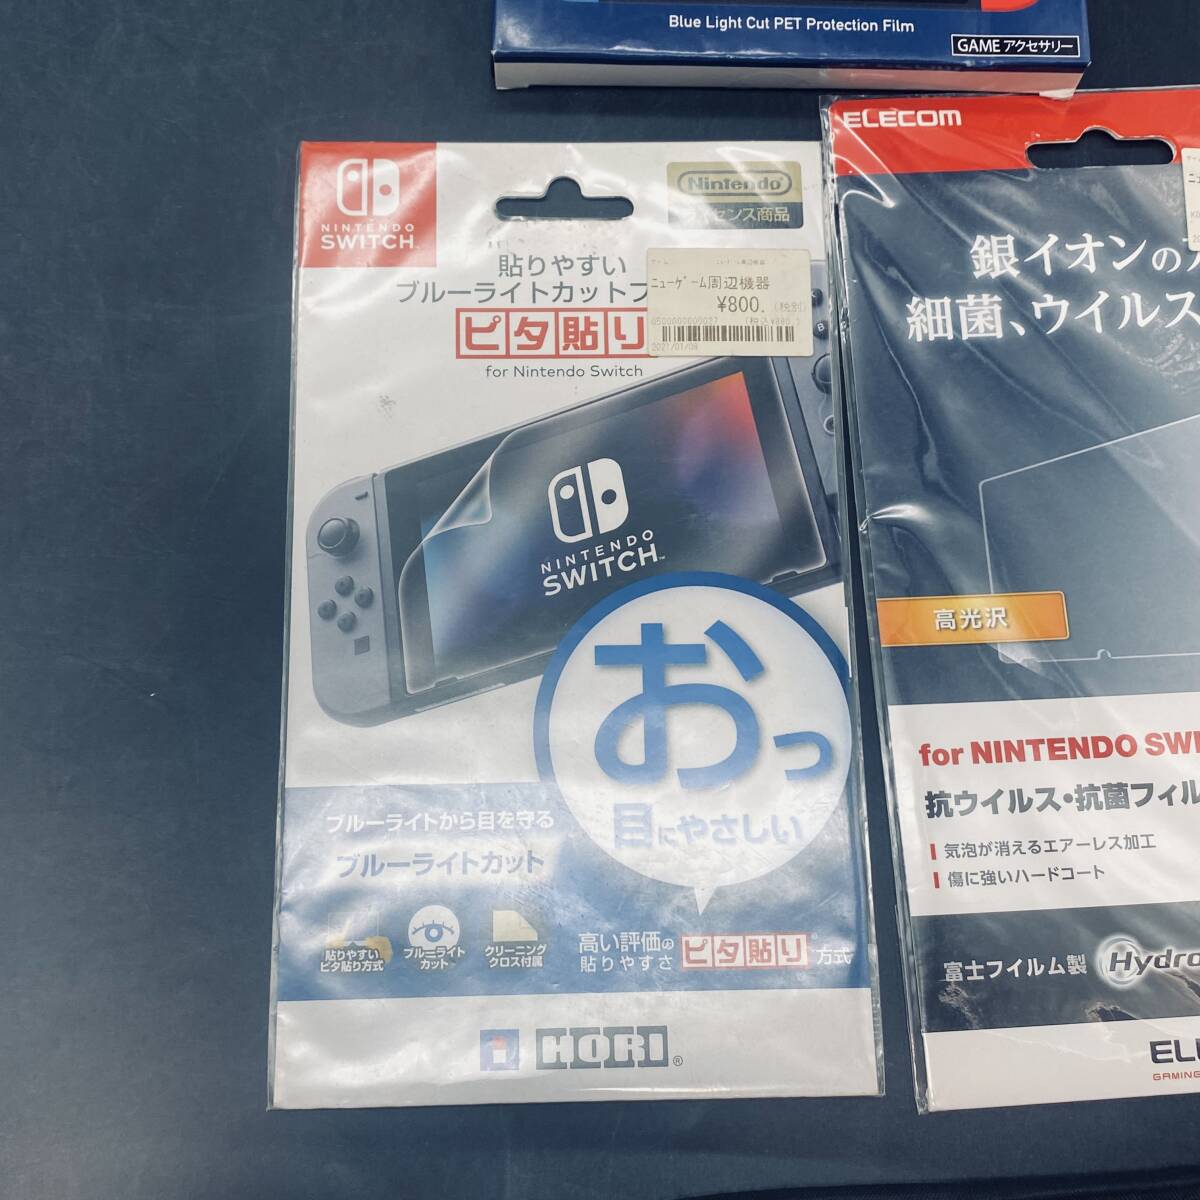 Blue Light Cut PET Protection Film
GAME アクセサリー
NINTENDO
SWITCH
Nintendo
ライセンス商品
貼りやすい
ブルーライトカットフ
ピタ貼り
for Nintendo Switch
ニューゲーム周辺機器
¥800. (税別)
(税込¥880)
2021/01/09
B
NINTENDO
SWITCH
おっ
目にやさしい
ブルーライトから目を守る
ブルーライトカット
貼りやすい
ピタ貼り方式
ブルーライト
カット
クリーニング
クロス付属
高い評価の
貼りやすさ
ピタ貼り方式
HORI
ELECOM
銀イオンの
細菌、ウイルス
高光沢
for NINTENDO SWI
抗ウイルス・抗菌フィル
気泡が消えるエアーレス加工
傷に強いハードコート
富士フイルム製 Hydro
EL
GAMING